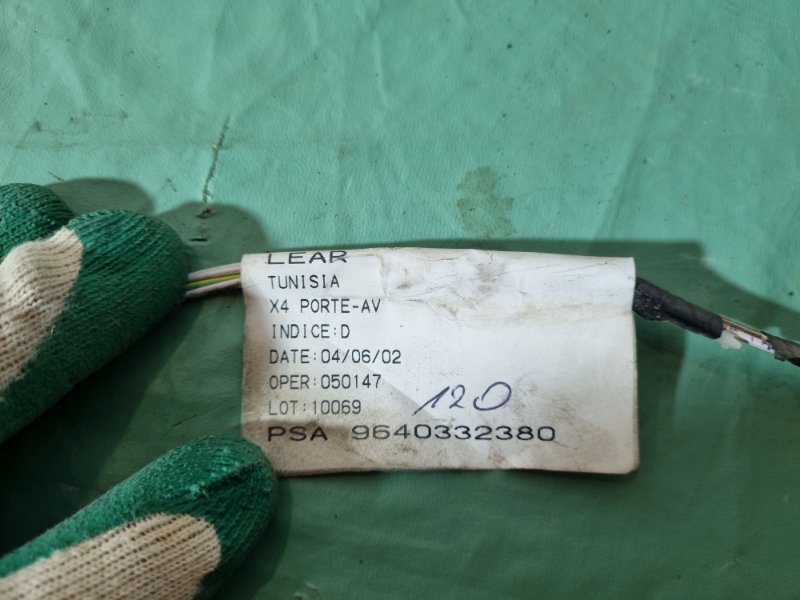 LEAR
TUNISIA
X4 PORTE-AV
INDICE:D
DATE:04/06/02
OPER:050147
LOT:10069
120
PSA 9640332380